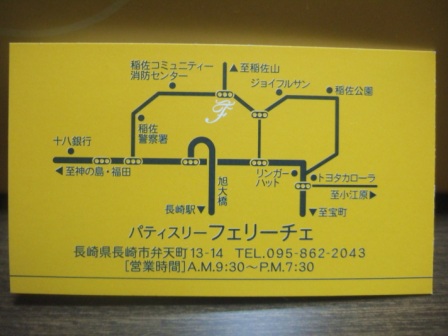 稲佐コミュニティー
消防センター
▲至稲佐山
ジョイフルサン
稲佐公園
F
稲佐
警察署
十八銀行
◀至神の島・福田
旭大橋
リンガー
ハット
トヨタカローラ
至小江原▶
長崎駅▼
▼至宝町
パティスリーフェリーチェ
長崎県長崎市弁天町13-14 TEL.095-862-2043
[営業時間]A.M.9:30〜P.M.7:30